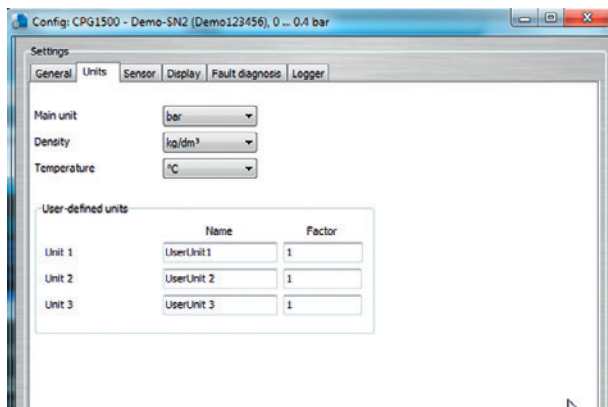 Config: CPG1500 - Demo-SN2 (Demo123456), 0 ... 0.4 bar
Settings
General Units Sensor Display Fault diagnosis Logger
Main unit bar
Density kg/dm³
Temperature °C
User-defined units
Name Factor
Unit 1 UserUnit1 1
Unit 2 UserUnit 2 1
Unit 3 UserUnit 3 1